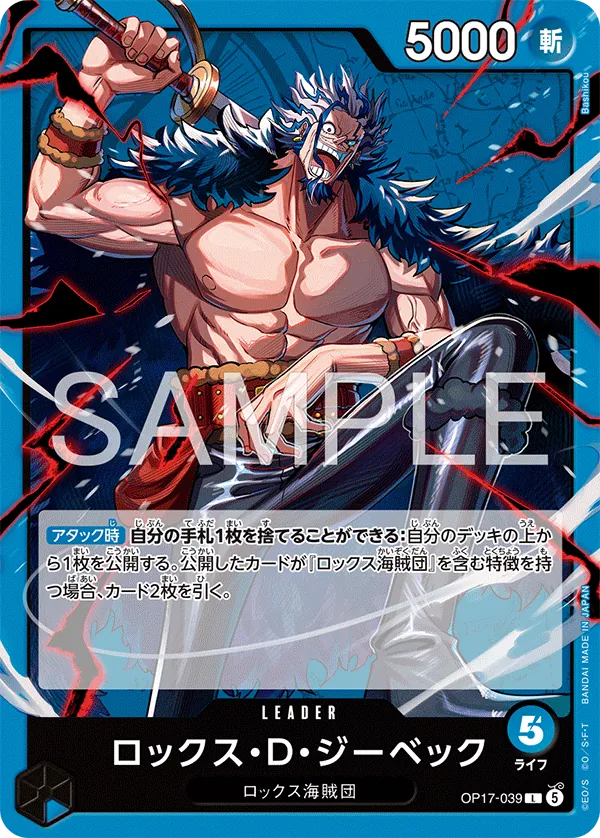 5000
斬
Bashikou
SAMPLE
アタック時 自分の手札1枚を捨てることができる:自分のデッキの上か
ら1枚を公開する。公開したカードが『ロックス海賊団』を含む特徴を持
つ場合、カード2枚を引く。
LEADER
ロックス・D・ジーベック
5
ライフ
ロックス海賊団
OP17-039 L 5
©E/S ©O/S・F・T BANDAI MADE IN JAPAN